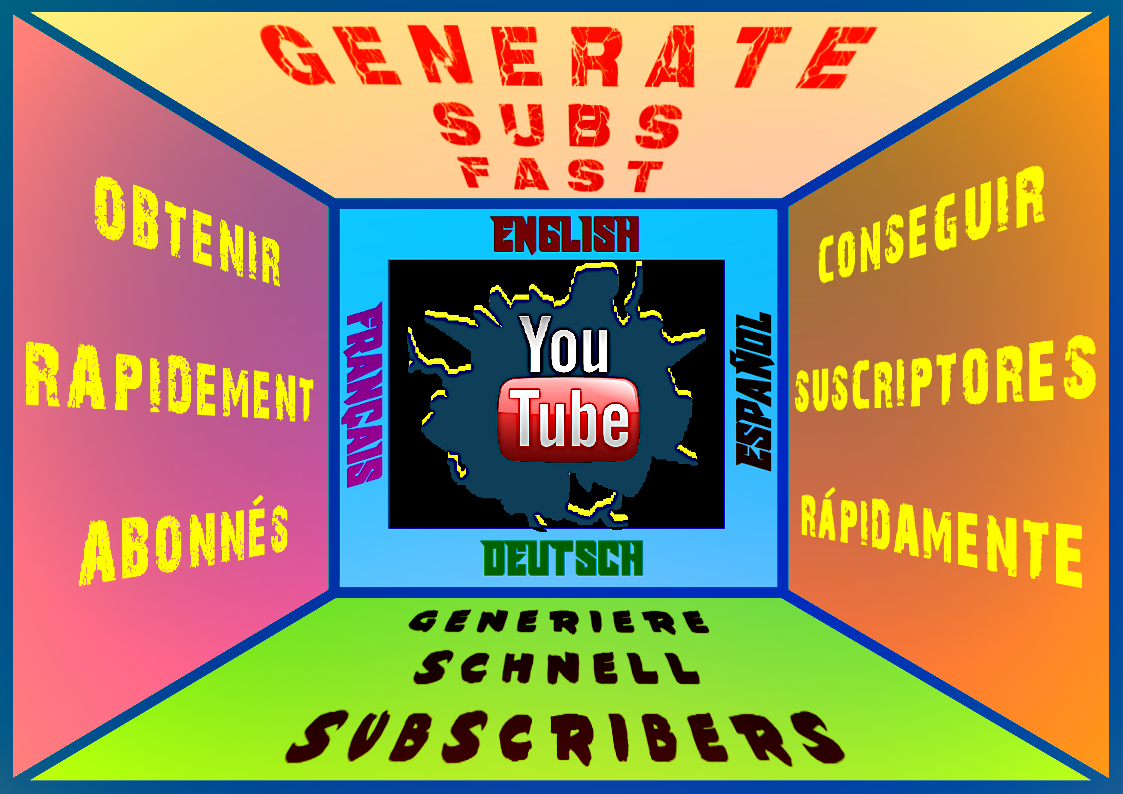 GENERATE
SUBS
FAST
OBTENIR
RAPIDEMENT
ABONNÉS
ENGLISH
FRANÇAIS
You
Tube
ESPAÑOL
DEUTSCH
CONSEGUIR
SUSCRIPTORES
RÁPIDAMENTE
GENERIERE
SCHNELL
SUBSCRIBERS